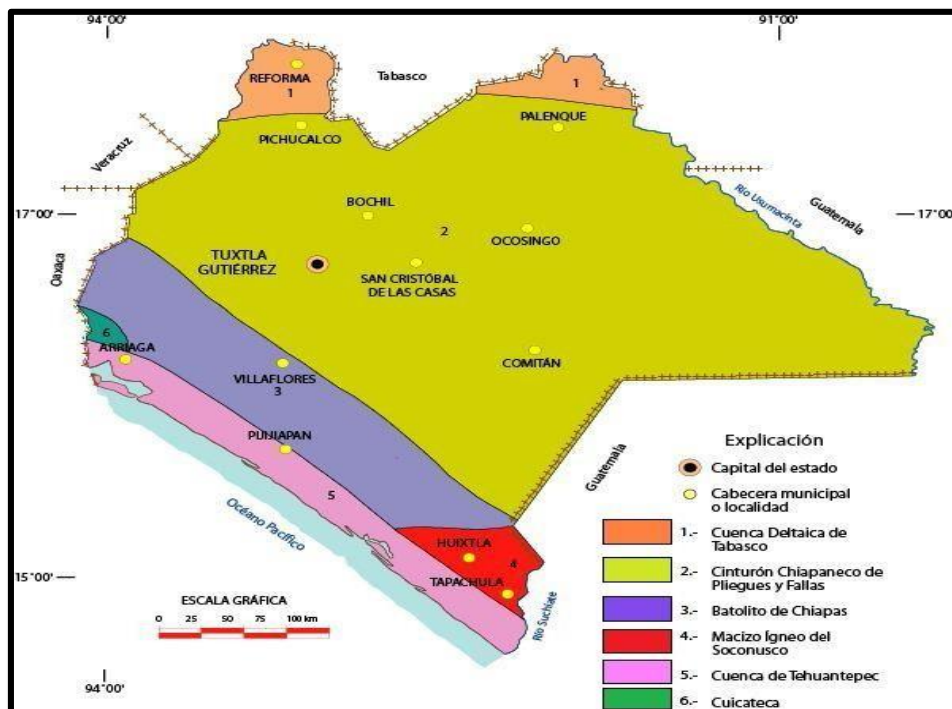 94°00'
91°00'
REFORMA
1
Tabasco
1
PICHUCALCO
PALENQUE
Veracruz
Río Usumacinta
Guatemala
17°00'
17°00'
BOCHIL
2
OCOSINGO
TUXTLA
GUTIÉRREZ
SAN CRISTÓBAL
DE LAS CASAS
Oaxaca
6
ARRIAGA
COMITÁN
VILLAFLORES
3
PIJIJIAPAN
5
Guatemala
Océano Pacífico
HUIXTLA
4
TAPACHULA
Río Suchiate
15°00'
ESCALA GRÁFICA
0 25 50 75 100 km
94°00'
Explicación
Capital del estado
Cabecera municipal
o localidad
1.- Cuenca Deltaica de
Tabasco
2.- Cinturón Chiapaneco de
Pliegues y Fallas
3.- Batolito de Chiapas
4.- Macizo Ígneo del
Soconusco
5.- Cuenca de Tehuantepec
6.- Cuicateca